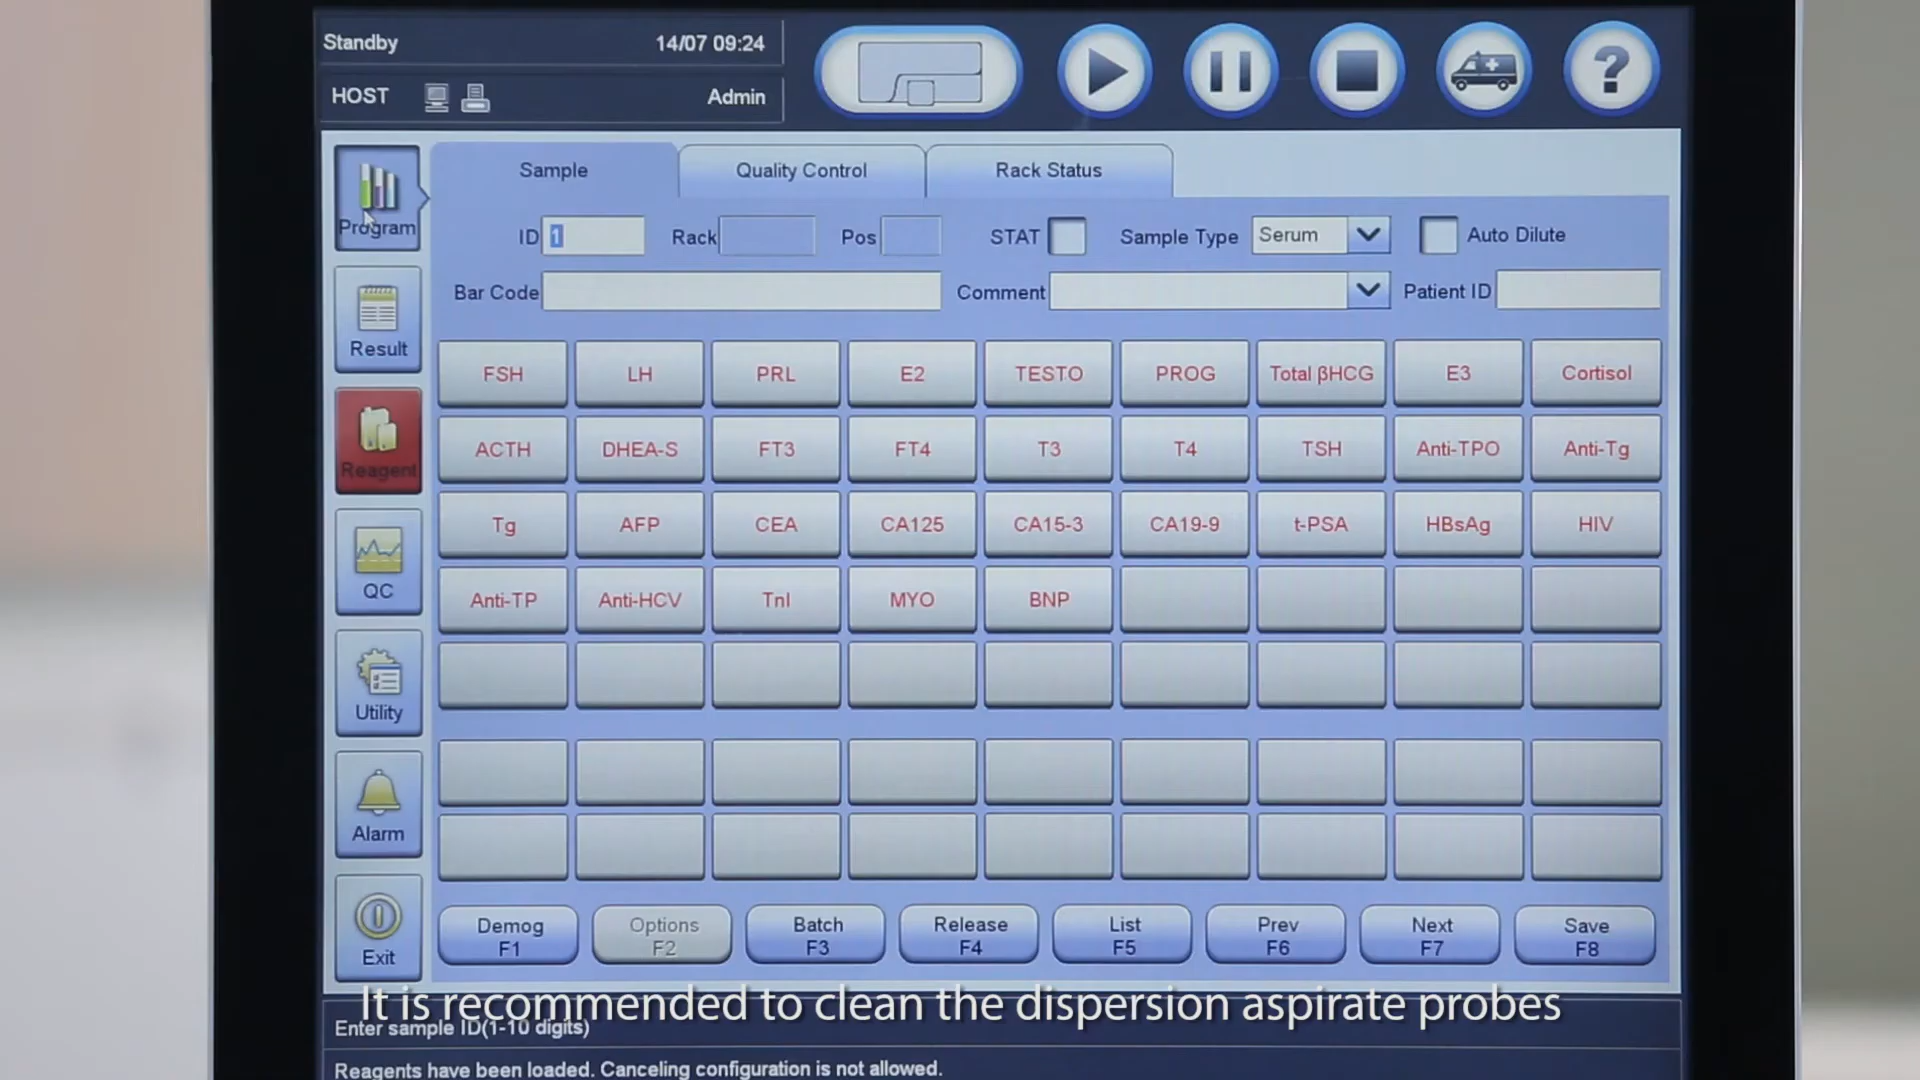 Standby 14/07 09:24
HOST Admin
Program
Result
Reagent
QC
Utility
Alarm
Exit
Sample Quality Control Rack Status
ID 1 Rack Pos STAT Sample Type Serum Auto Dilute
Bar Code Comment Patient ID
FSH LH PRL E2 TESTO PROG Total βHCG E3 Cortisol
ACTH DHEA-S FT3 FT4 T3 T4 TSH Anti-TPO Anti-Tg
Tg AFP CEA CA125 CA15-3 CA19-9 t-PSA HBsAg HIV
Anti-TP Anti-HCV TnI MYO BNP
Demog Options Batch Release List Prev Next Save
F1 F2 F3 F4 F5 F6 F7 F8
It is recommended to clean the dispersion aspirate probes
Enter sample ID(1-10 digits)
Reagents have been loaded. Canceling configuration is not allowed.